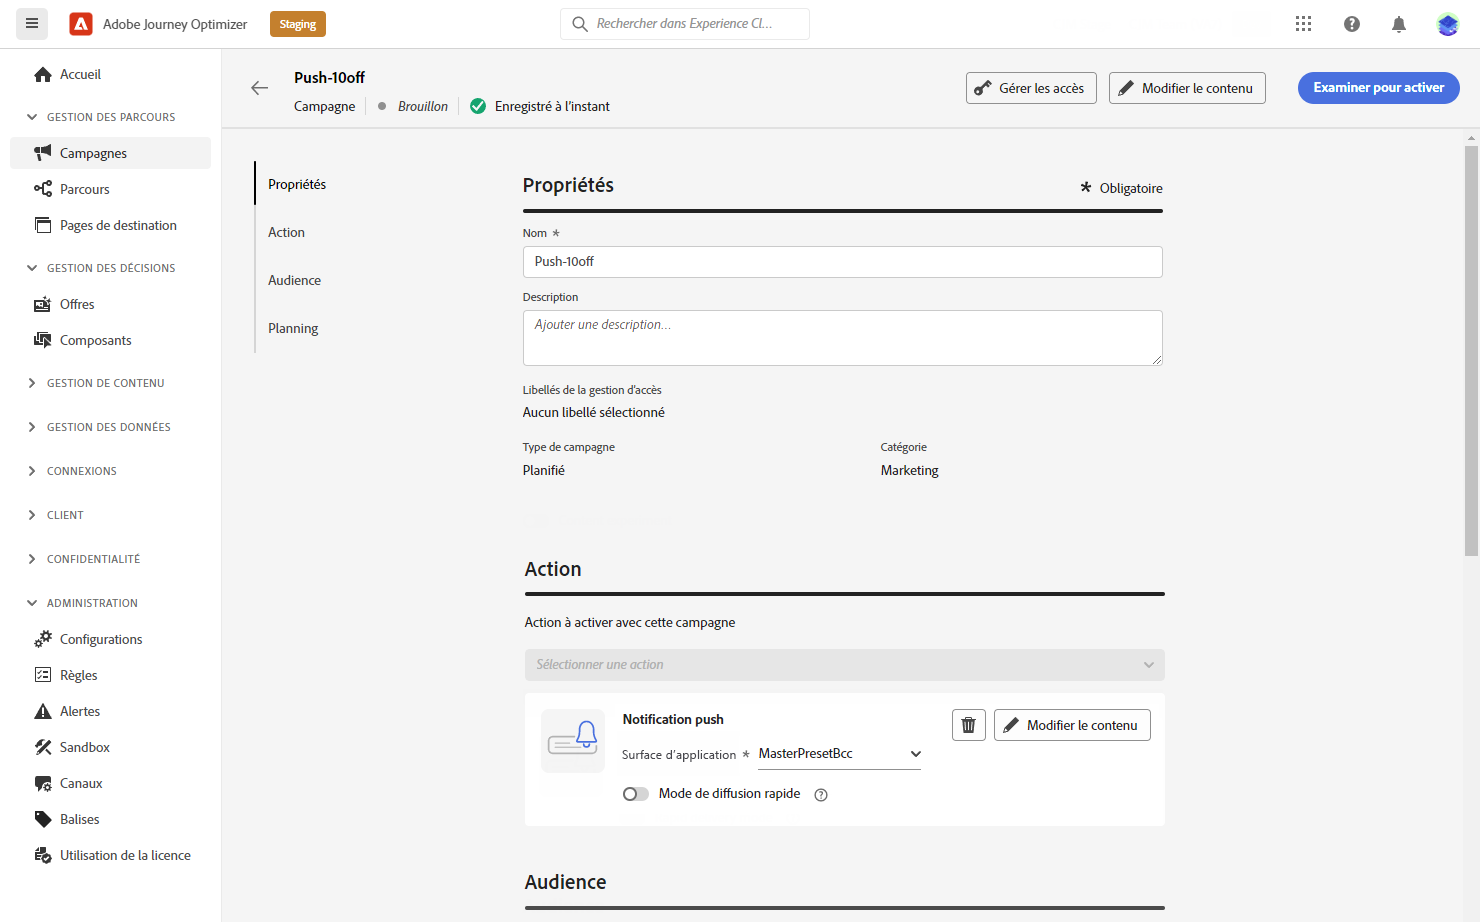 Adobe Journey Optimizer
Staging
Rechercher dans Experience Cl...
Accueil
GESTION DES PARCOURS
Campagnes
Parcours
Pages de destination
GESTION DES DÉCISIONS
Offres
Composants
GESTION DE CONTENU
GESTION DES DONNÉES
CONNEXIONS
CLIENT
CONFIDENTIALITÉ
ADMINISTRATION
Configurations
Règles
Alertes
Sandbox
Canaux
Balises
Utilisation de la licence
Push-10off
Campagne
Brouillon
Enregistré à l'instant
Gérer les accès
Modifier le contenu
Examiner pour activer
Propriétés
Action
Audience
Planning
Propriétés
* Obligatoire
Nom *
Push-10off
Description
Ajouter une description...
Libellés de la gestion d'accès
Aucun libellé sélectionné
Type de campagne
Catégorie
Planifié
Marketing
Action
Action à activer avec cette campagne
Sélectionner une action
Notification push
Modifier le contenu
Surface d'application * MasterPresetBcc
Mode de diffusion rapide
Audience